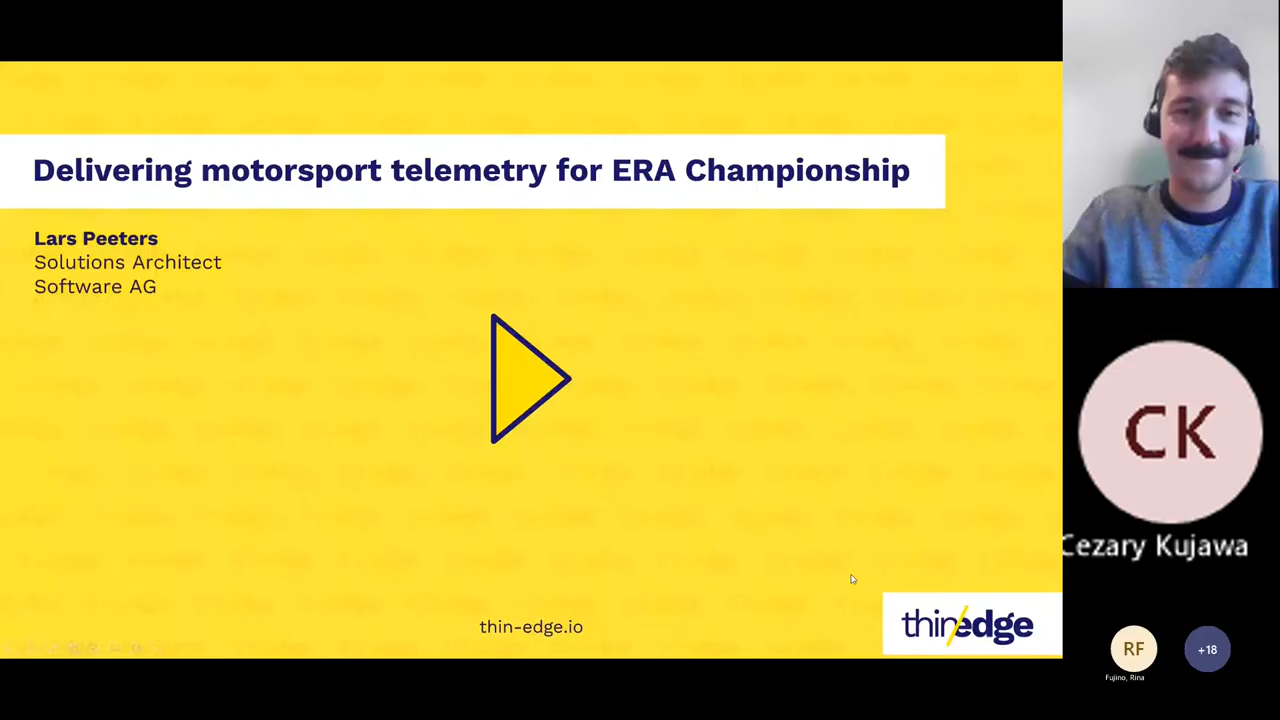 Delivering motorsport telemetry for ERA Championship
Lars Peeters
Solutions Architect
Software AG
thin-edge.io
thin/edge
CK
Cezary Kujawa
RF
+18
Fujino, Rina